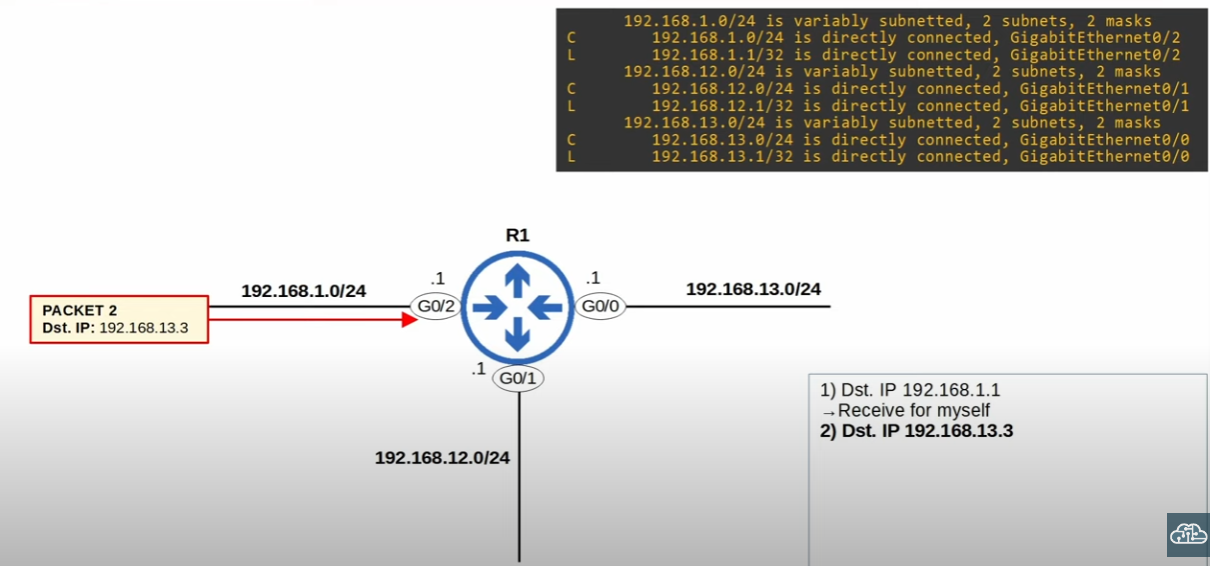 192.168.1.0/24 is variably subnetted, 2 subnets, 2 masks
C 192.168.1.0/24 is directly connected, GigabitEthernet0/2
L 192.168.1.1/32 is directly connected, GigabitEthernet0/2
192.168.12.0/24 is variably subnetted, 2 subnets, 2 masks
C 192.168.12.0/24 is directly connected, GigabitEthernet0/1
L 192.168.12.1/32 is directly connected, GigabitEthernet0/1
192.168.13.0/24 is variably subnetted, 2 subnets, 2 masks
C 192.168.13.0/24 is directly connected, GigabitEthernet0/0
L 192.168.13.1/32 is directly connected, GigabitEthernet0/0
R1
.1
.1
192.168.1.0/24
192.168.13.0/24
G0/2
G0/0
PACKET 2
Dst. IP: 192.168.13.3
.1
G0/1
192.168.12.0/24
1) Dst. IP 192.168.1.1
→Receive for myself
2) Dst. IP 192.168.13.3